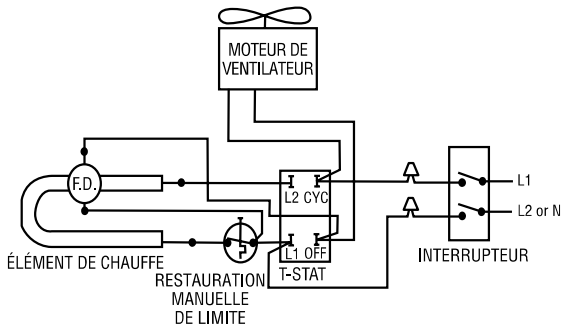 MOTEUR DE
VENTILATEUR
F.D.
L2 CYC
L1
L2 or N
L1 OFF
T-STAT
INTERRUPTEUR
ÉLÉMENT DE CHAUFFE
RESTAURATION
MANUELLE
DE LIMITE